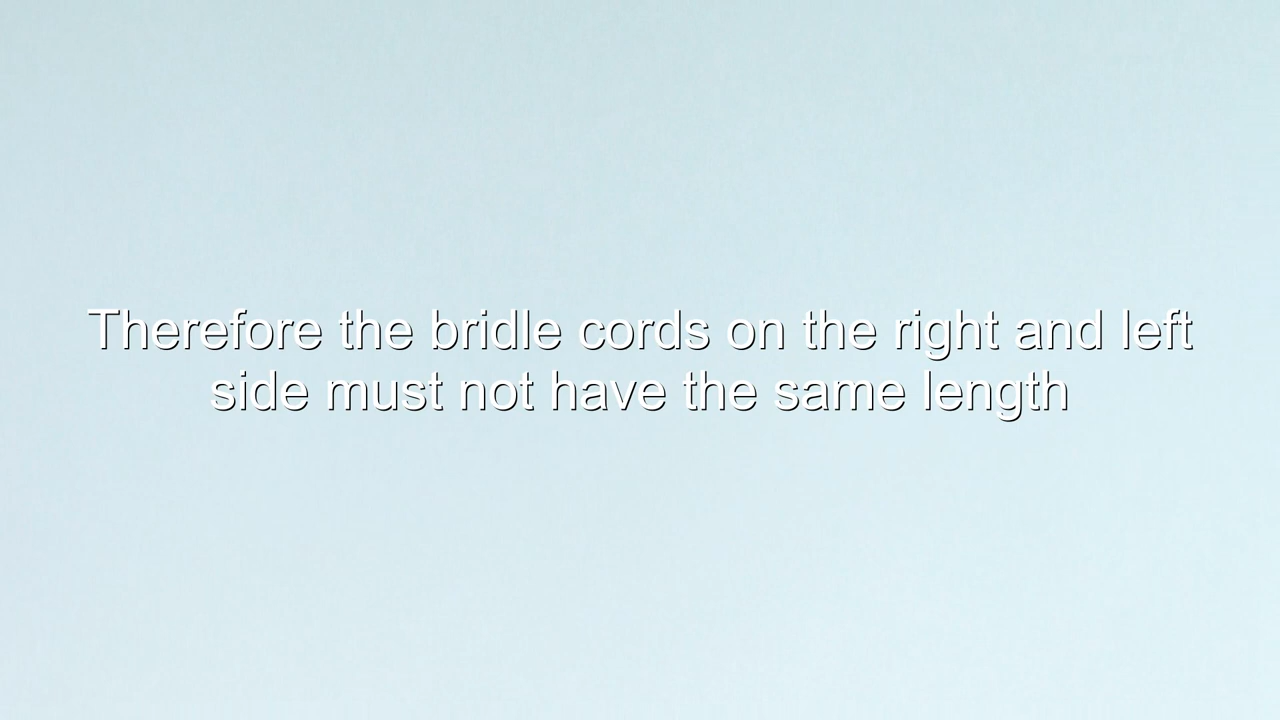 Therefore the bridle cords on the right and left
side must not have the same length